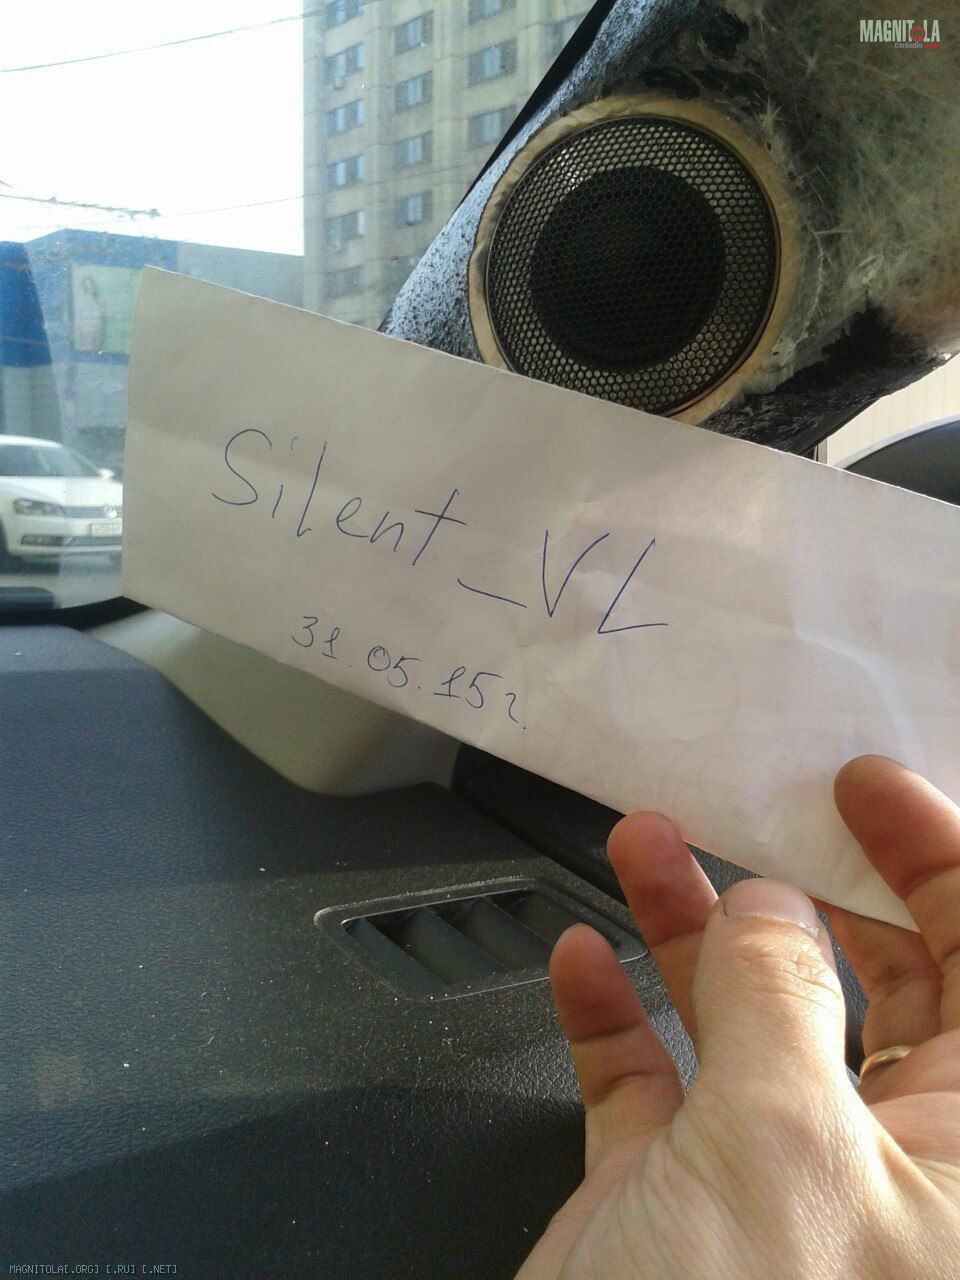 MAGNITOLA
Silent_VL
31.05.15г.
MAGNITOLA[.ORG] [.RU] [.NET]